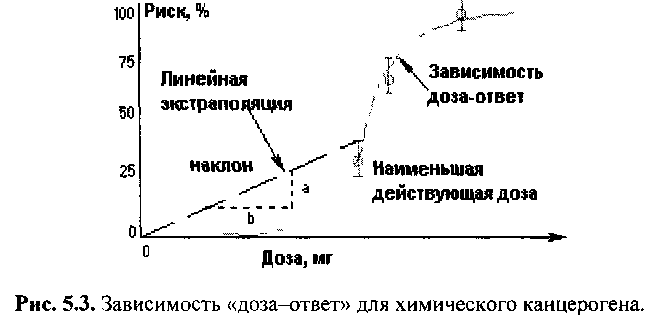 Риск, %
100
75
50
25
0
0
Линейная
экстраполяция
наклон
a
b
Зависимость
доза-ответ
Наименьшая
действующая доза
Доза, мг
Рис. 5.3. Зависимость «доза–ответ» для химического канцерогена.